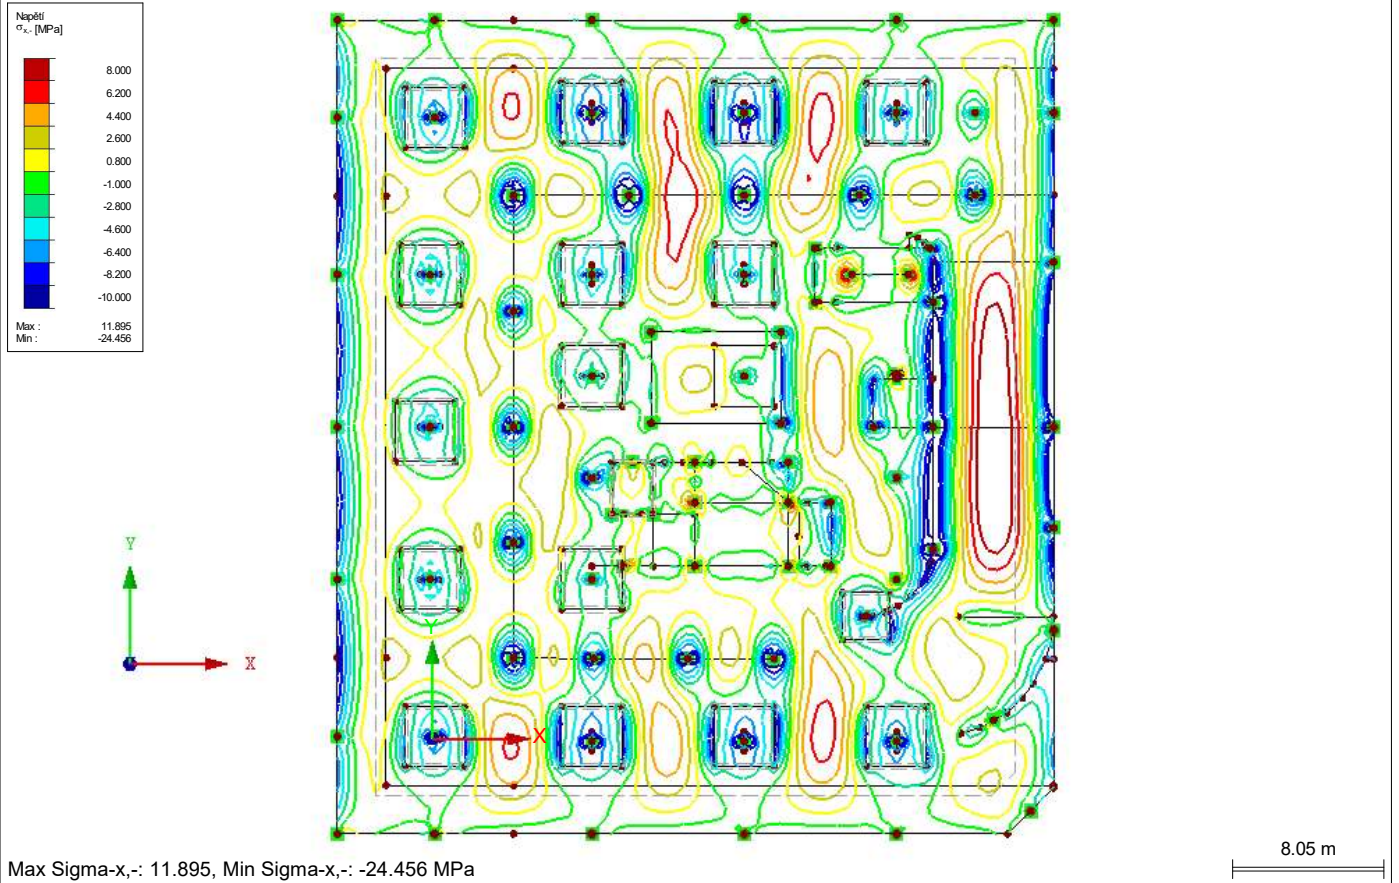 Napětí
σx,- [MPa]
8.000
6.200
4.400
2.600
0.800
-1.000
-2.800
-4.600
-6.400
-8.200
-10.000
Max : 11.895
Min : -24.456
Y
X
Y
X
8.05 m
Max Sigma-x,-: 11.895, Min Sigma-x,-: -24.456 MPa